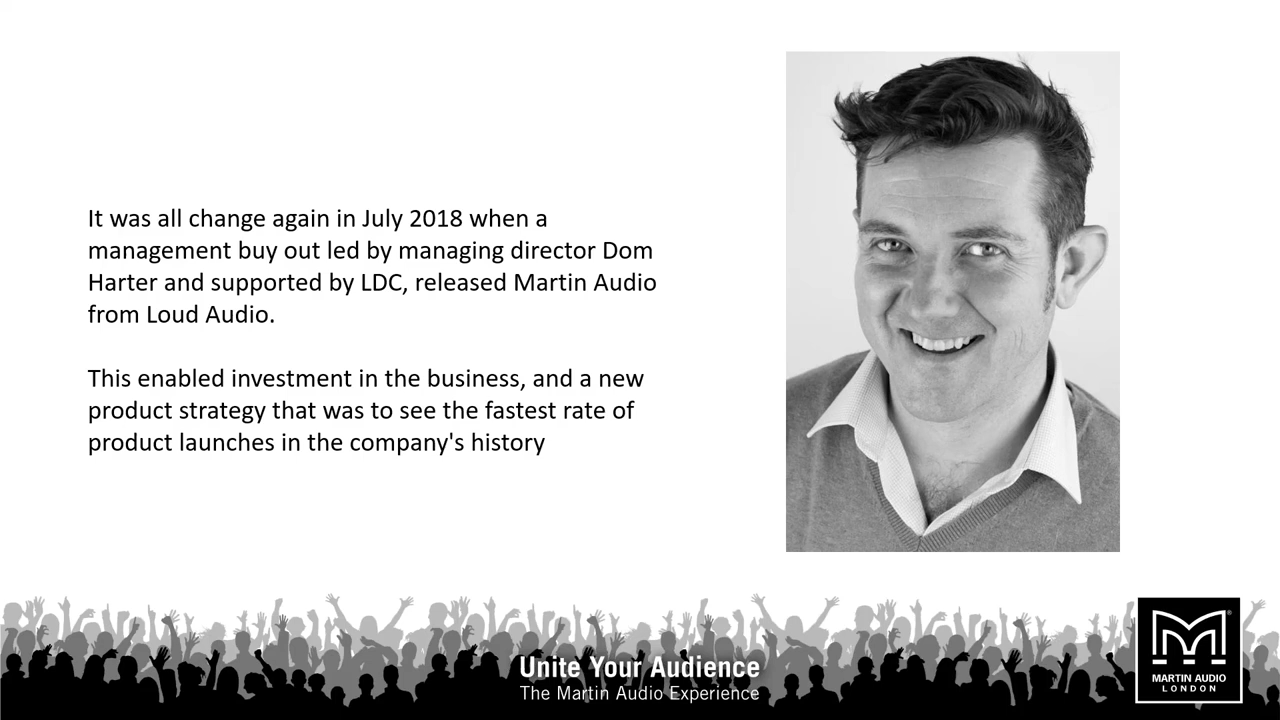 It was all change again in July 2018 when a
management buy out led by managing director Dom
Harter and supported by LDC, released Martin Audio
from Loud Audio.
This enabled investment in the business, and a new
product strategy that was to see the fastest rate of
product launches in the company's history
Unite Your Audience
The Martin Audio Experience
®
MARTIN AUDIO
LONDON